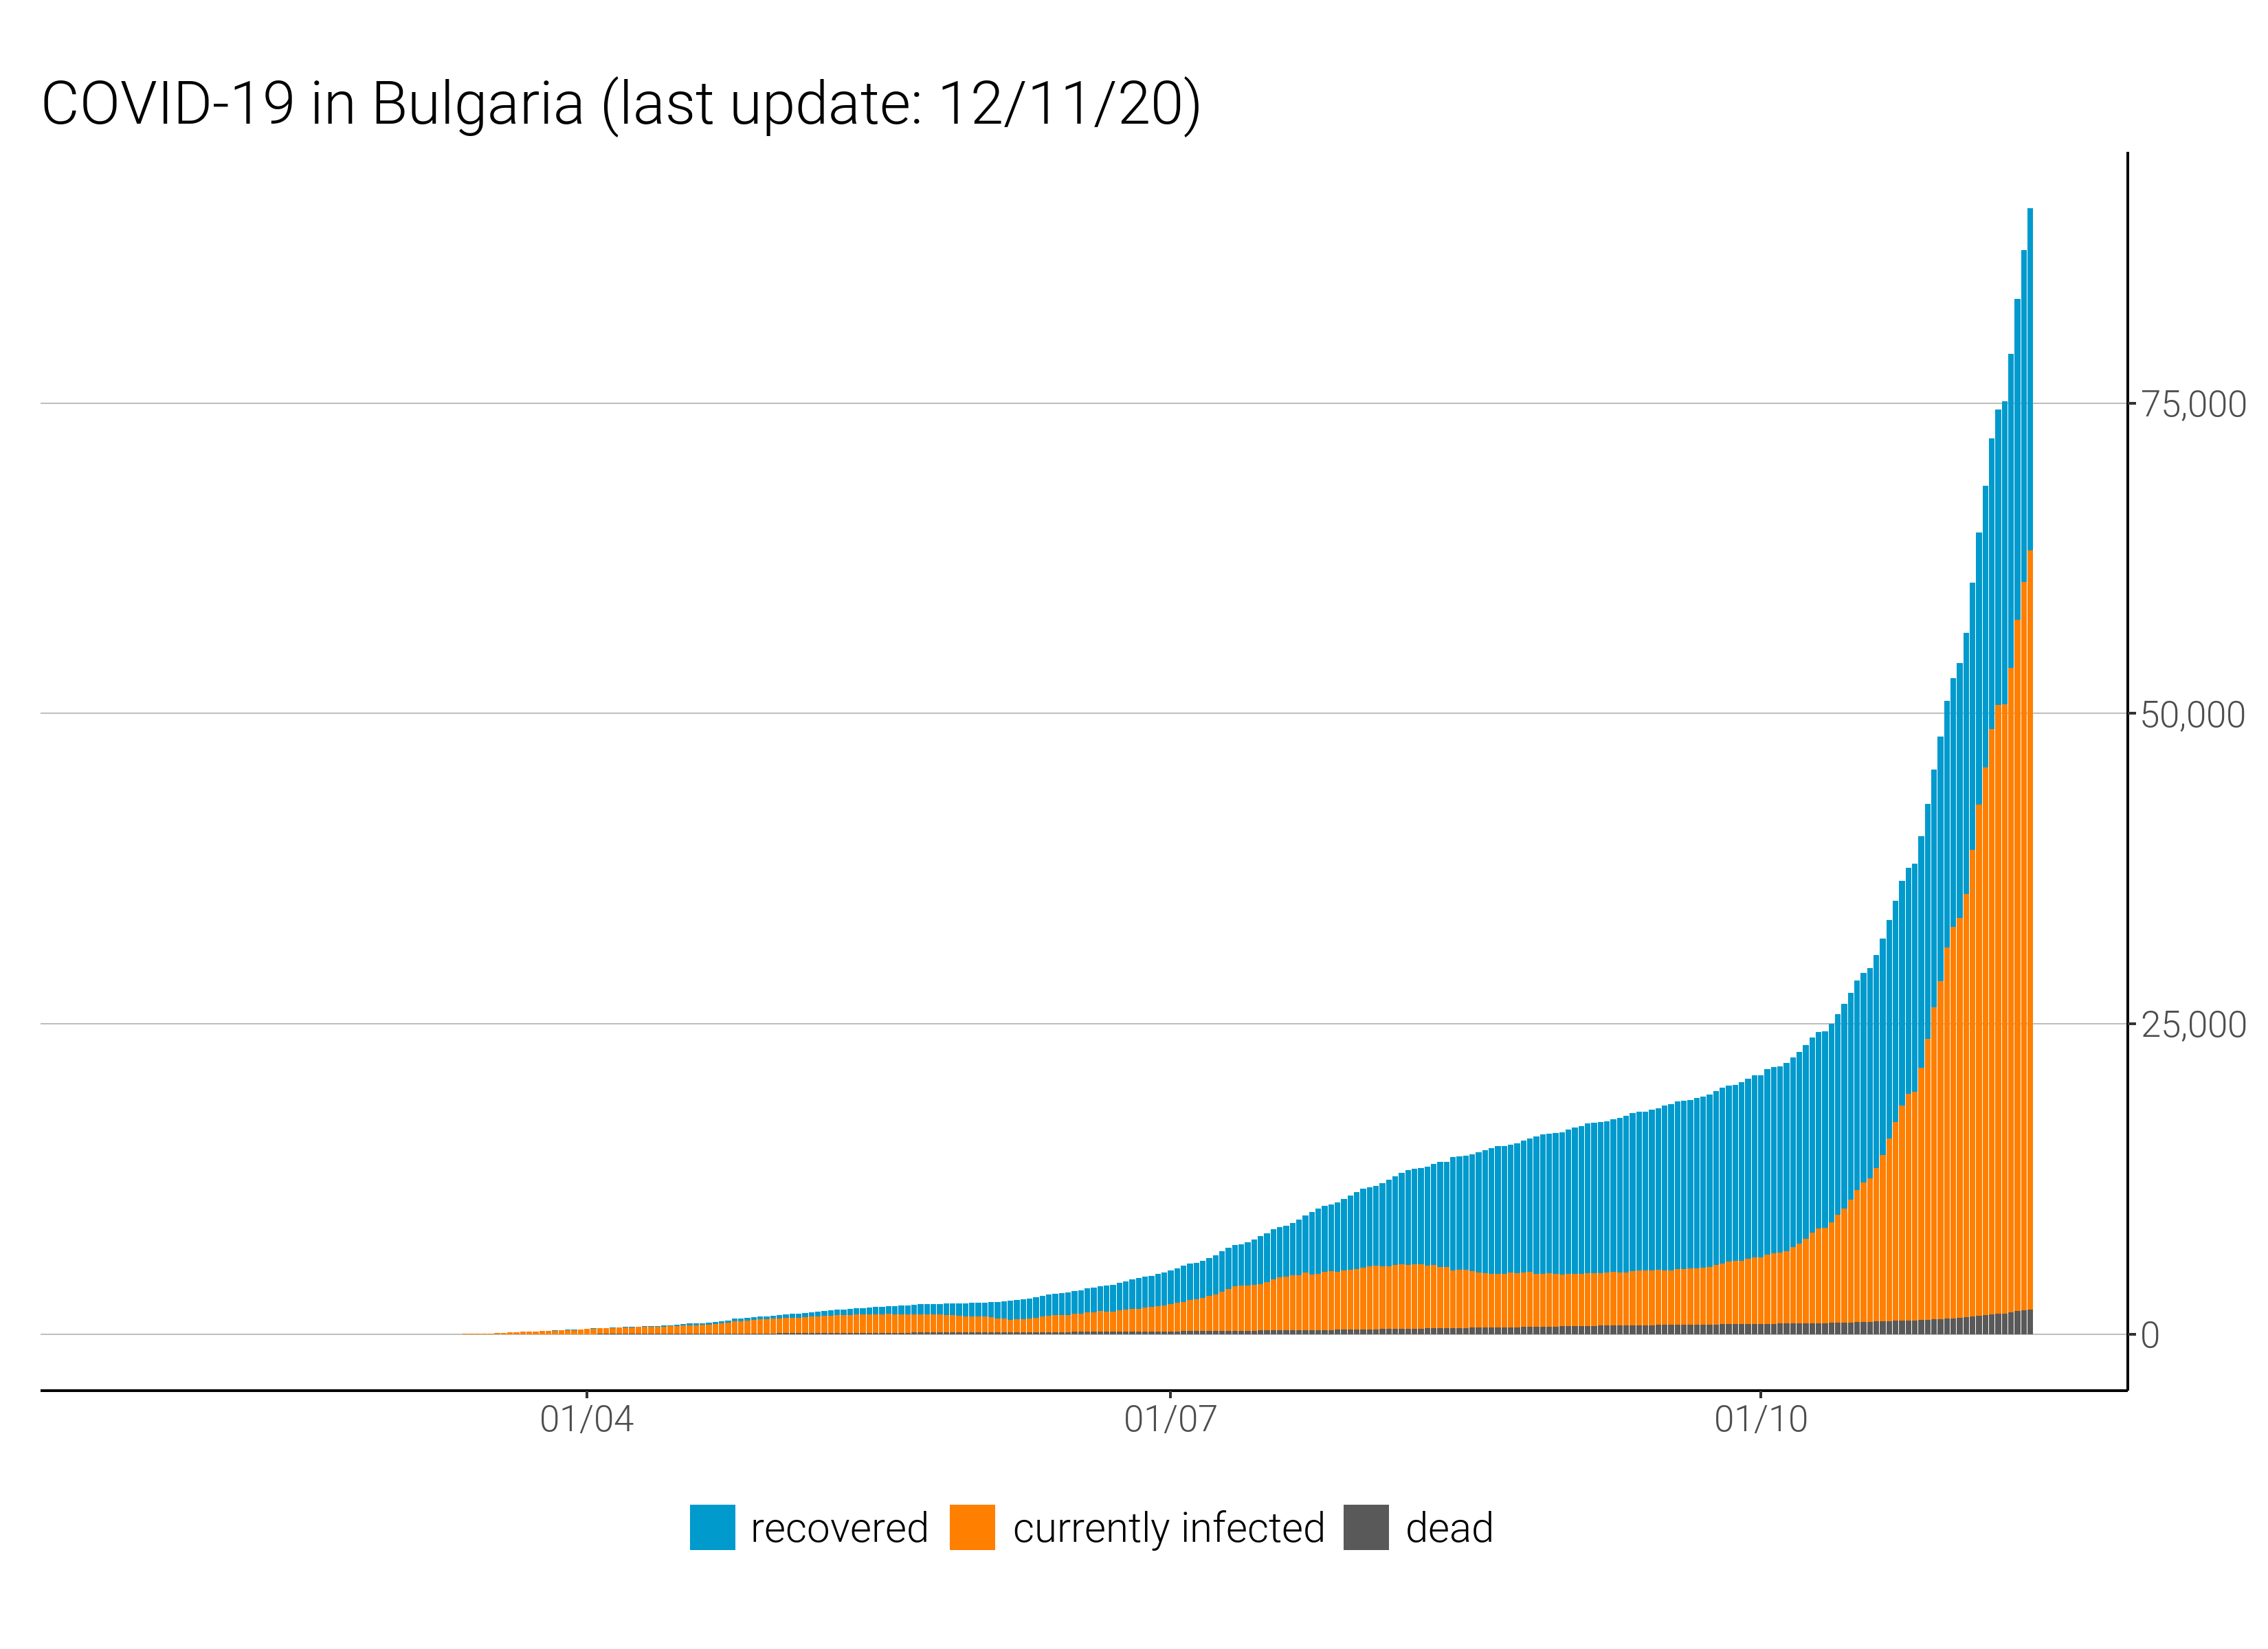 COVID-19 in Bulgaria (last update: 12/11/20)
75,000
50,000
25,000
0
01/04 01/07 01/10
recovered currently infected dead